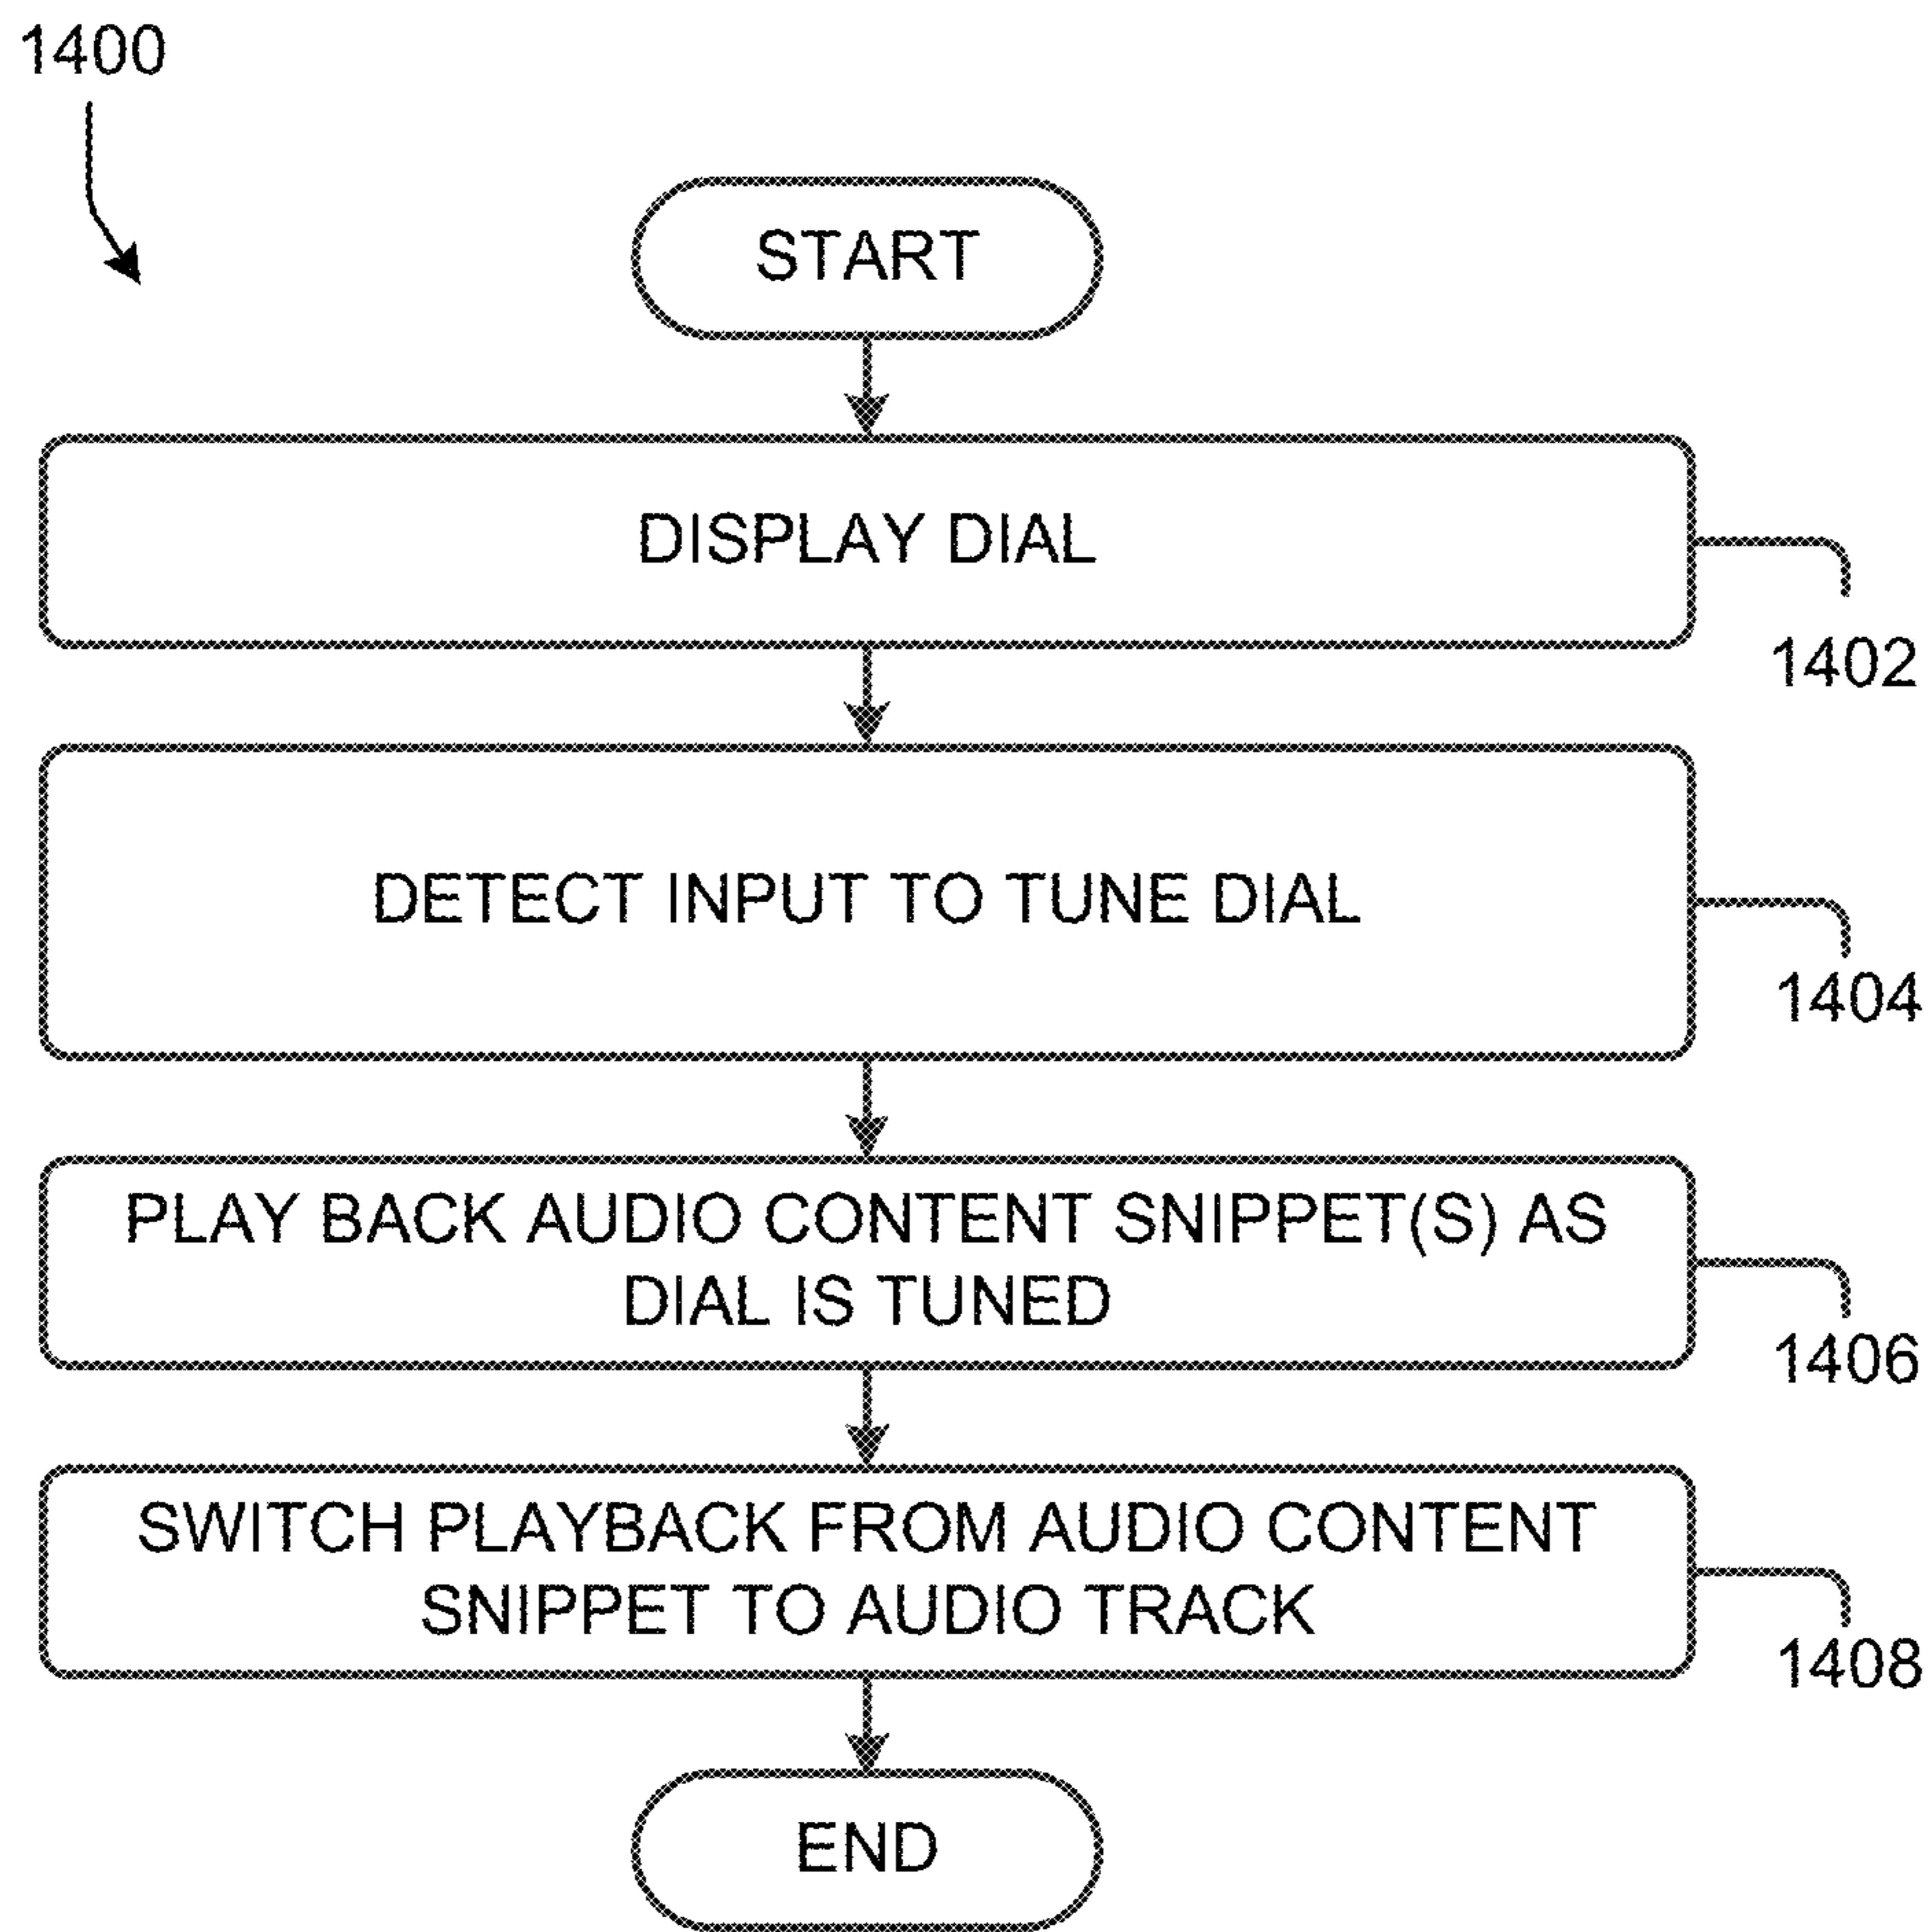 1400
START
DISPLAY DIAL
1402
DETECT INPUT TO TUNE DIAL
1404
PLAY BACK AUDIO CONTENT SNIPPET(S) AS
DIAL IS TUNED
1406
SWITCH PLAYBACK FROM AUDIO CONTENT
SNIPPET TO AUDIO TRACK
1408
END